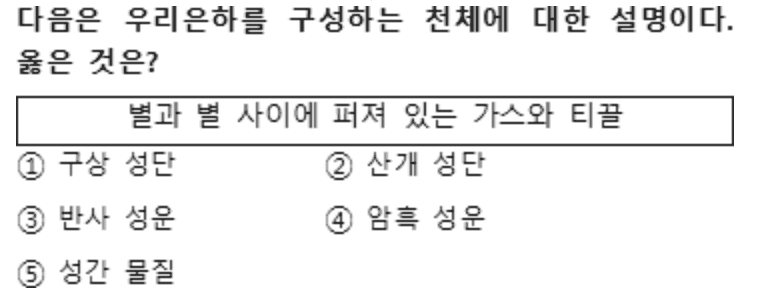 다음은 우리은하를 구성하는 천체에 대한 설명이다.
옳은 것은?
별과 별 사이에 퍼져 있는 가스와 티끌
① 구상 성단 ② 산개 성단
③ 반사 성운 ④ 암흑 성운
⑤ 성간 물질